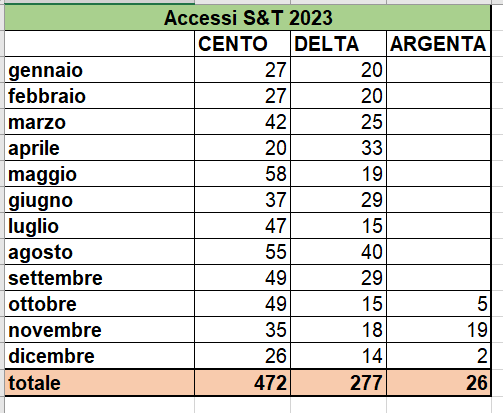 Accessi S&T 2023
CENTO DELTA ARGENTA
gennaio 27 20
febbraio 27 20
marzo 42 25
aprile 20 33
maggio 58 19
giugno 37 29
luglio 47 15
agosto 55 40
settembre 49 29
ottobre 49 15 5
novembre 35 18 19
dicembre 26 14 2
totale 472 277 26